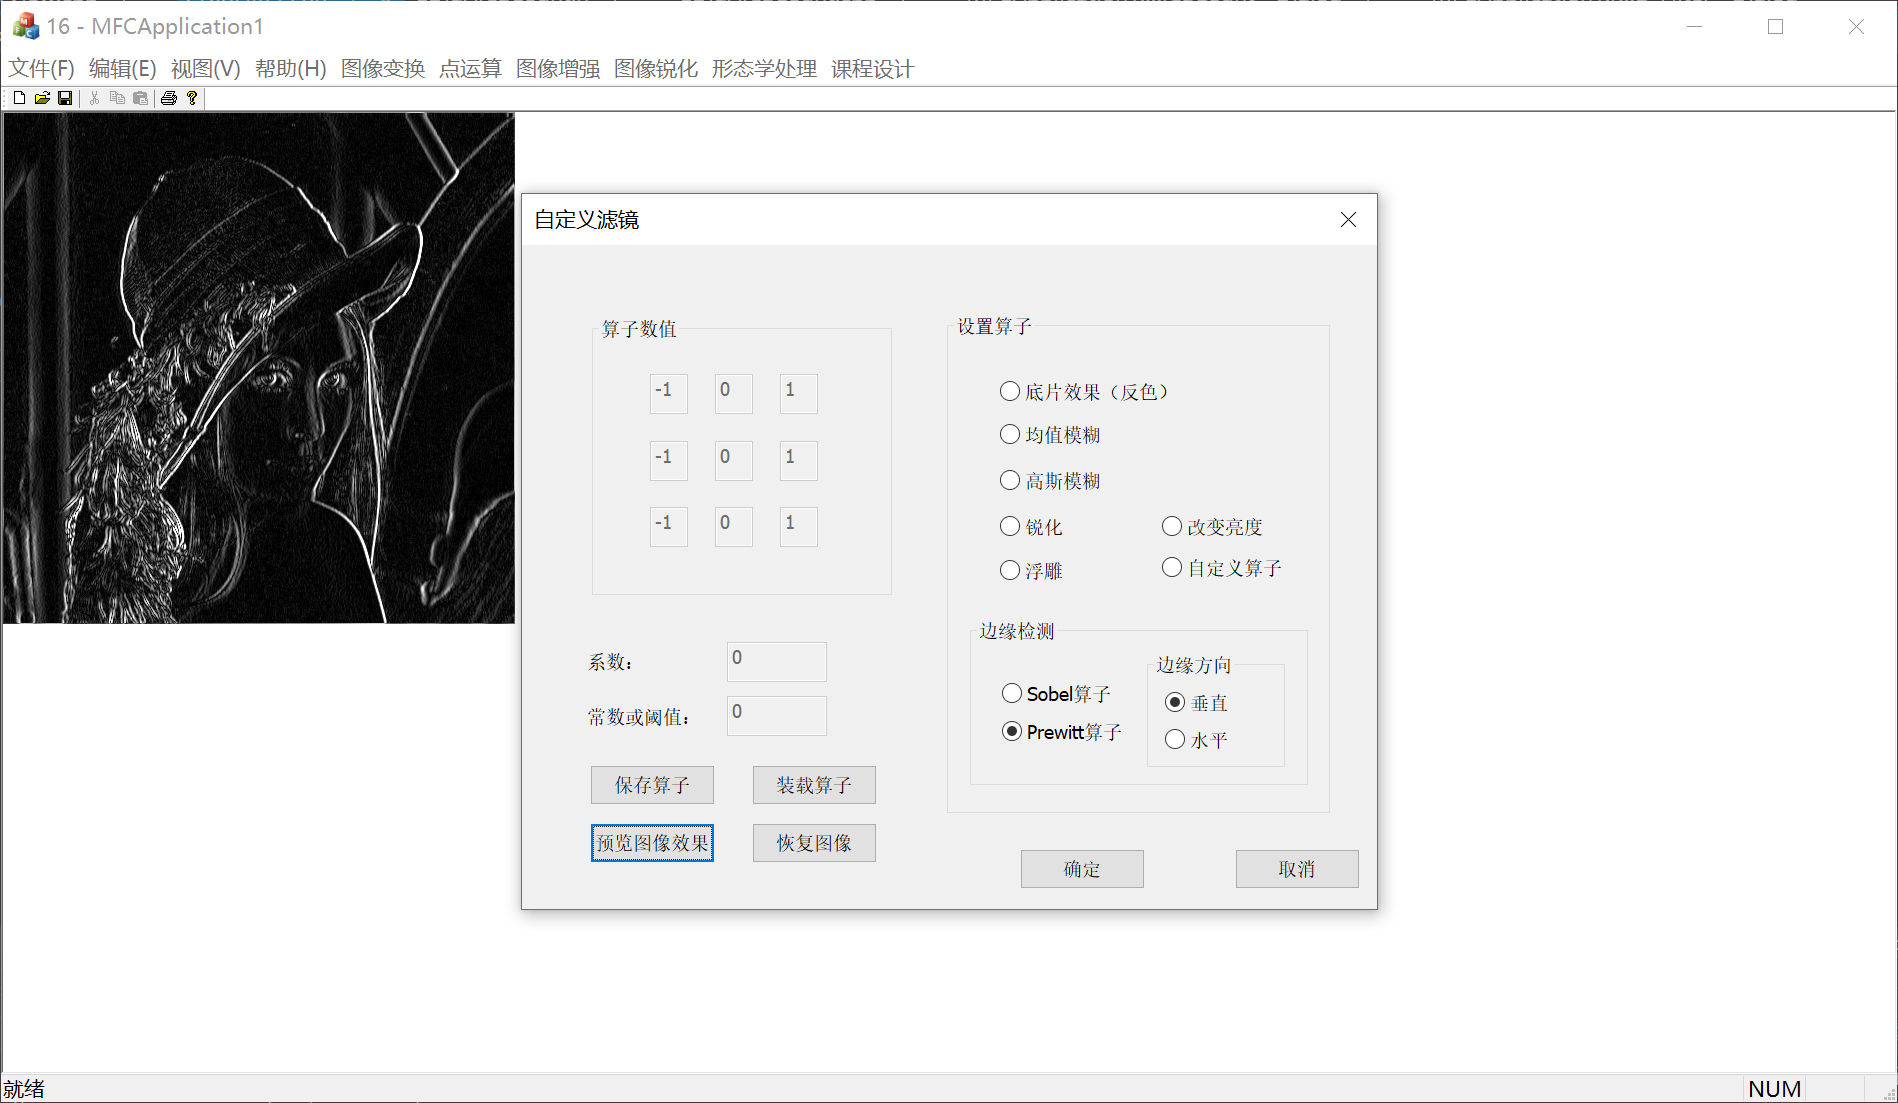 16 - MFCApplication1
文件(F) 编辑(E) 视图(V) 帮助(H) 图像变换 点运算 图像增强 图像锐化 形态学处理 课程设计
自定义滤镜
算子数值
-1 0 1
-1 0 1
-1 0 1
系数: 0
常数或阈值: 0
保存算子 装载算子
预览图像效果 恢复图像
设置算子
底片效果（反色）
均值模糊
高斯模糊
锐化 改变亮度
浮雕 自定义算子
边缘检测
边缘方向
Sobel算子 垂直
Prewitt算子 水平
确定 取消
就绪 NUM